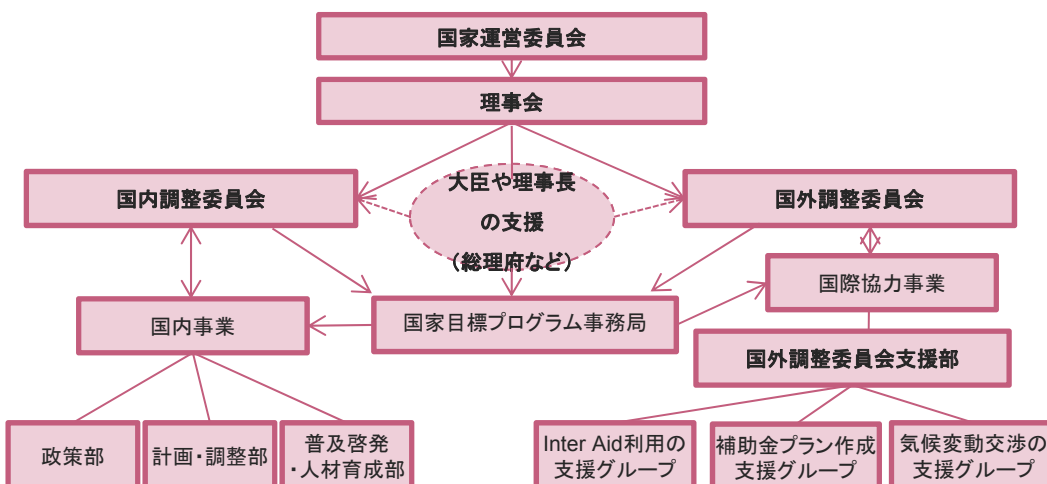 国家運営委員会
理事会
国内調整委員会
大臣や理事長
の支援
(総理府など)
国外調整委員会
国際協力事業
国内事業
国家目標プログラム事務局
国外調整委員会支援部
政策部
計画・調整部
普及啓発
・人材育成部
Inter Aid利用の
支援グループ
補助金プラン作成
支援グループ
気候変動交渉の
支援グループ